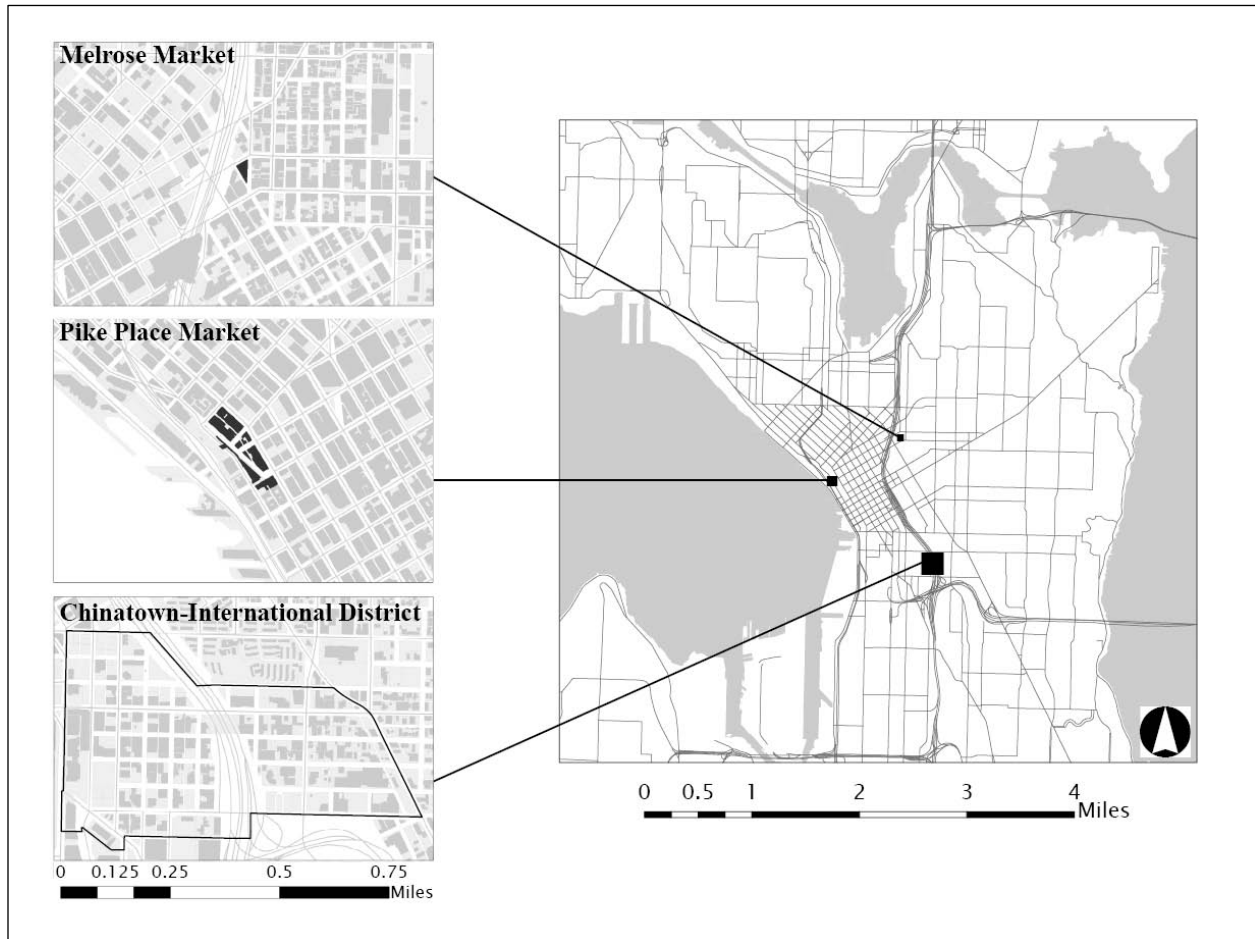 Melrose Market
Pike Place Market
Chinatown-International District
0 0.125 0.25 0.5 0.75
Miles
0 0.5 1 2 3 4
Miles